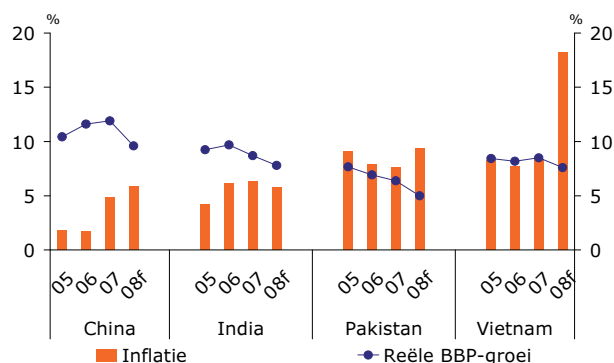 % %
20 20
15 15
10 10
5 5
0 0
05 06 07 08f 05 06 07 08f 05 06 07 08f 05 06 07 08f
China India Pakistan Vietnam
Inflatie Reële BBP-groei